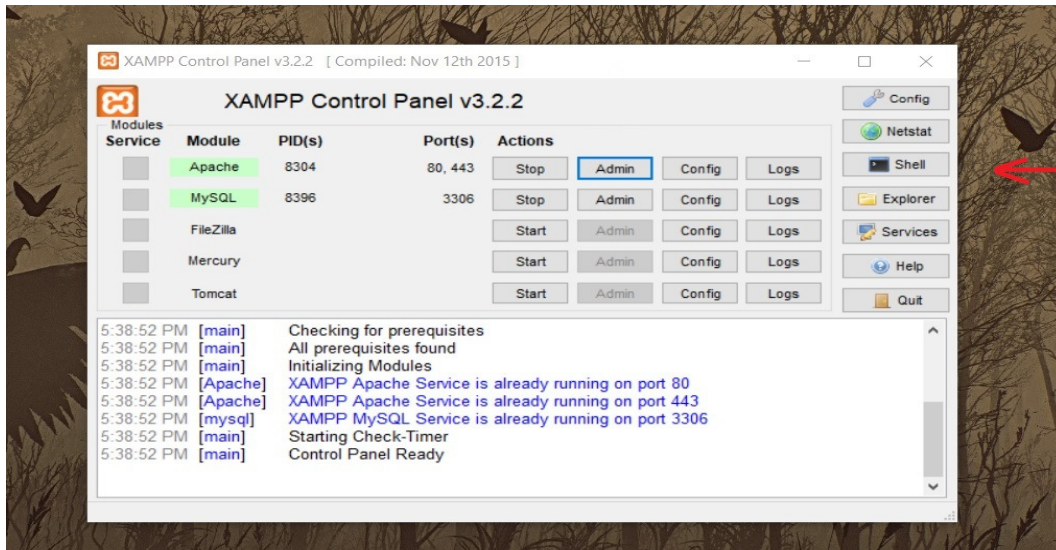 XAMPP Control Panel v3.2.2 [ Compiled: Nov 12th 2015 ]
XAMPP Control Panel v3.2.2
Config
Modules
Netstat
Service Module PID(s) Port(s) Actions
Apache 8304 80, 443 Stop Admin Config Logs
Shell
MySQL 8396 3306 Stop Admin Config Logs
Explorer
FileZilla Start Admin Config Logs
Services
Mercury Start Admin Config Logs
Help
Tomcat Start Admin Config Logs
Quit
5:38:52 PM [main] Checking for prerequisites
5:38:52 PM [main] All prerequisites found
5:38:52 PM [main] Initializing Modules
5:38:52 PM [Apache] XAMPP Apache Service is already running on port 80
5:38:52 PM [Apache] XAMPP Apache Service is already running on port 443
5:38:52 PM [mysql] XAMPP MySQL Service is already running on port 3306
5:38:52 PM [main] Starting Check-Timer
5:38:52 PM [main] Control Panel Ready